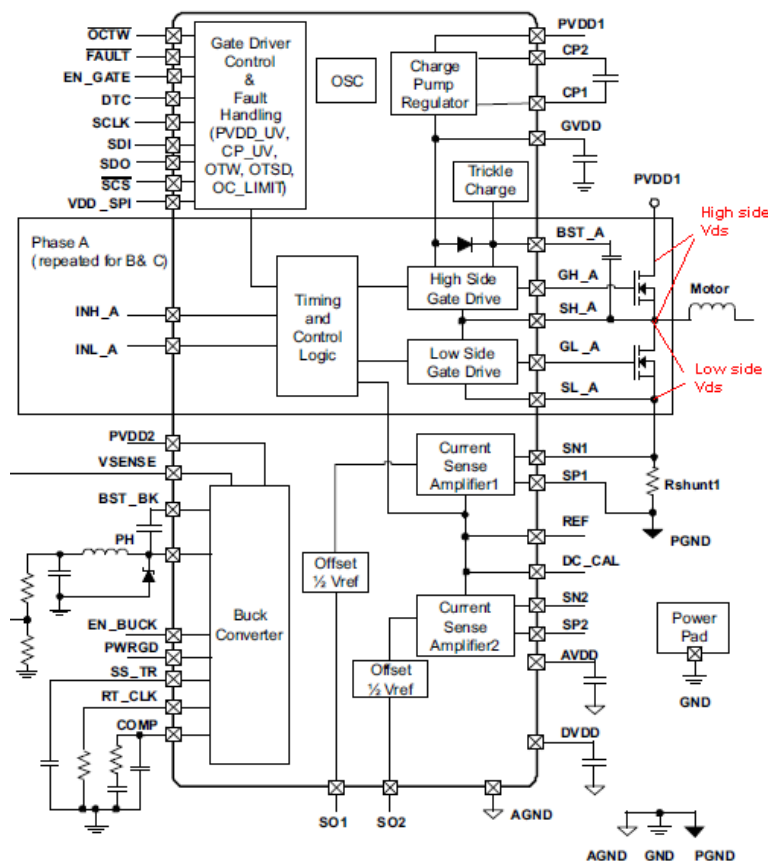 OCTW
FAULT
EN_GATE
DTC
SCLK
SDI
SDO
SCS
VDD_SPI
Gate Driver
Control
&
Fault
Handling
(PVDD_UV,
CP_UV,
OTW, OTSD,
OC_LIMIT)
OSC
Charge
Pump
Regulator
Trickle
Charge
PVDD1
CP2
CP1
GVDD
PVDD1
High side
Vds
Phase A
(repeated for B& C)
INH_A
INL_A
Timing
and
Control
Logic
High Side
Gate Drive
Low Side
Gate Drive
BST_A
GH_A
SH_A
GL_A
SL_A
Motor
Low side
Vds
PVDD2
VSENSE
BST_BK
PH
EN_BUCK
PWRGD
SS_TR
RT_CLK
COMP
Buck
Converter
Current
Sense
Amplifier1
Offset
½ Vref
Current
Sense
Amplifier2
Offset
½ Vref
SN1
SP1
REF
DC_CAL
SN2
SP2
AVDD
DVDD
Rshunt1
PGND
Power
Pad
GND
SO1
SO2
AGND
AGND
GND
PGND